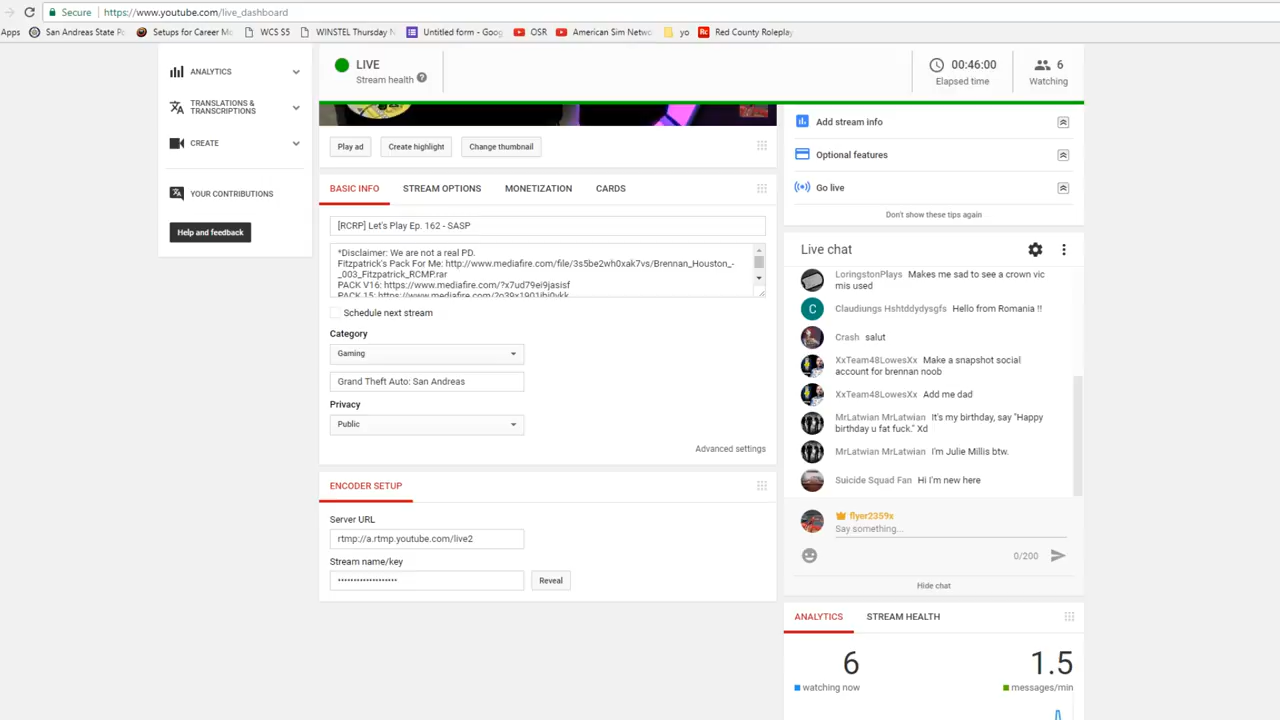 Secure https://www.youtube.com/live_dashboard
Apps San Andreas State Setups for Career Mo WCS S5 WINSTEL Thursday Untitled form - Goog OSR American Sim Netwo yo Red County Roleplay
ANALYTICS
TRANSLATIONS &
TRANSCRIPTIONS
CREATE
YOUR CONTRIBUTIONS
Help and feedback
LIVE
Stream health ?
00:46:00
Elapsed time
6
Watching
Play ad Create highlight Change thumbnail
BASIC INFO STREAM OPTIONS MONETIZATION CARDS
[RCRP] Let's Play Ep. 162 - SASP
*Disclaimer: We are not a real PD.
Fitzpatrick's Pack For Me: http://www.mediafire.com/file/3s5be2wh0xak7vs/Brennan_Houston_-
_003_Fitzpatrick_RCMP.rar
PACK V16: https://www.mediafire.com/?x7ud79ei9jasisf
PACK 15: https://www.mediafire.com/?o39x1901ibj0ykk
Schedule next stream
Category
Gaming
Grand Theft Auto: San Andreas
Privacy
Public
Advanced settings
ENCODER SETUP
Server URL
rtmp://a.rtmp.youtube.com/live2
Stream name/key
Reveal
Add stream info
Optional features
Go live
Don't show these tips again
Live chat
LoringstonPlays Makes me sad to see a crown vic
mis used
C Claudiungs Hshtddydysgfs Hello from Romania !!
Crash salut
XxTeam48LowesXx Make a snapshot social
account for brennan noob
XxTeam48LowesXx Add me dad
MrLatwian MrLatwian It's my birthday, say "Happy
birthday u fat fuck." Xd
MrLatwian MrLatwian I'm Julie Millis btw.
Suicide Squad Fan Hi I'm new here
flyer2359x
Say something...
0/200
Hide chat
ANALYTICS STREAM HEALTH
6
watching now
1.5
messages/min